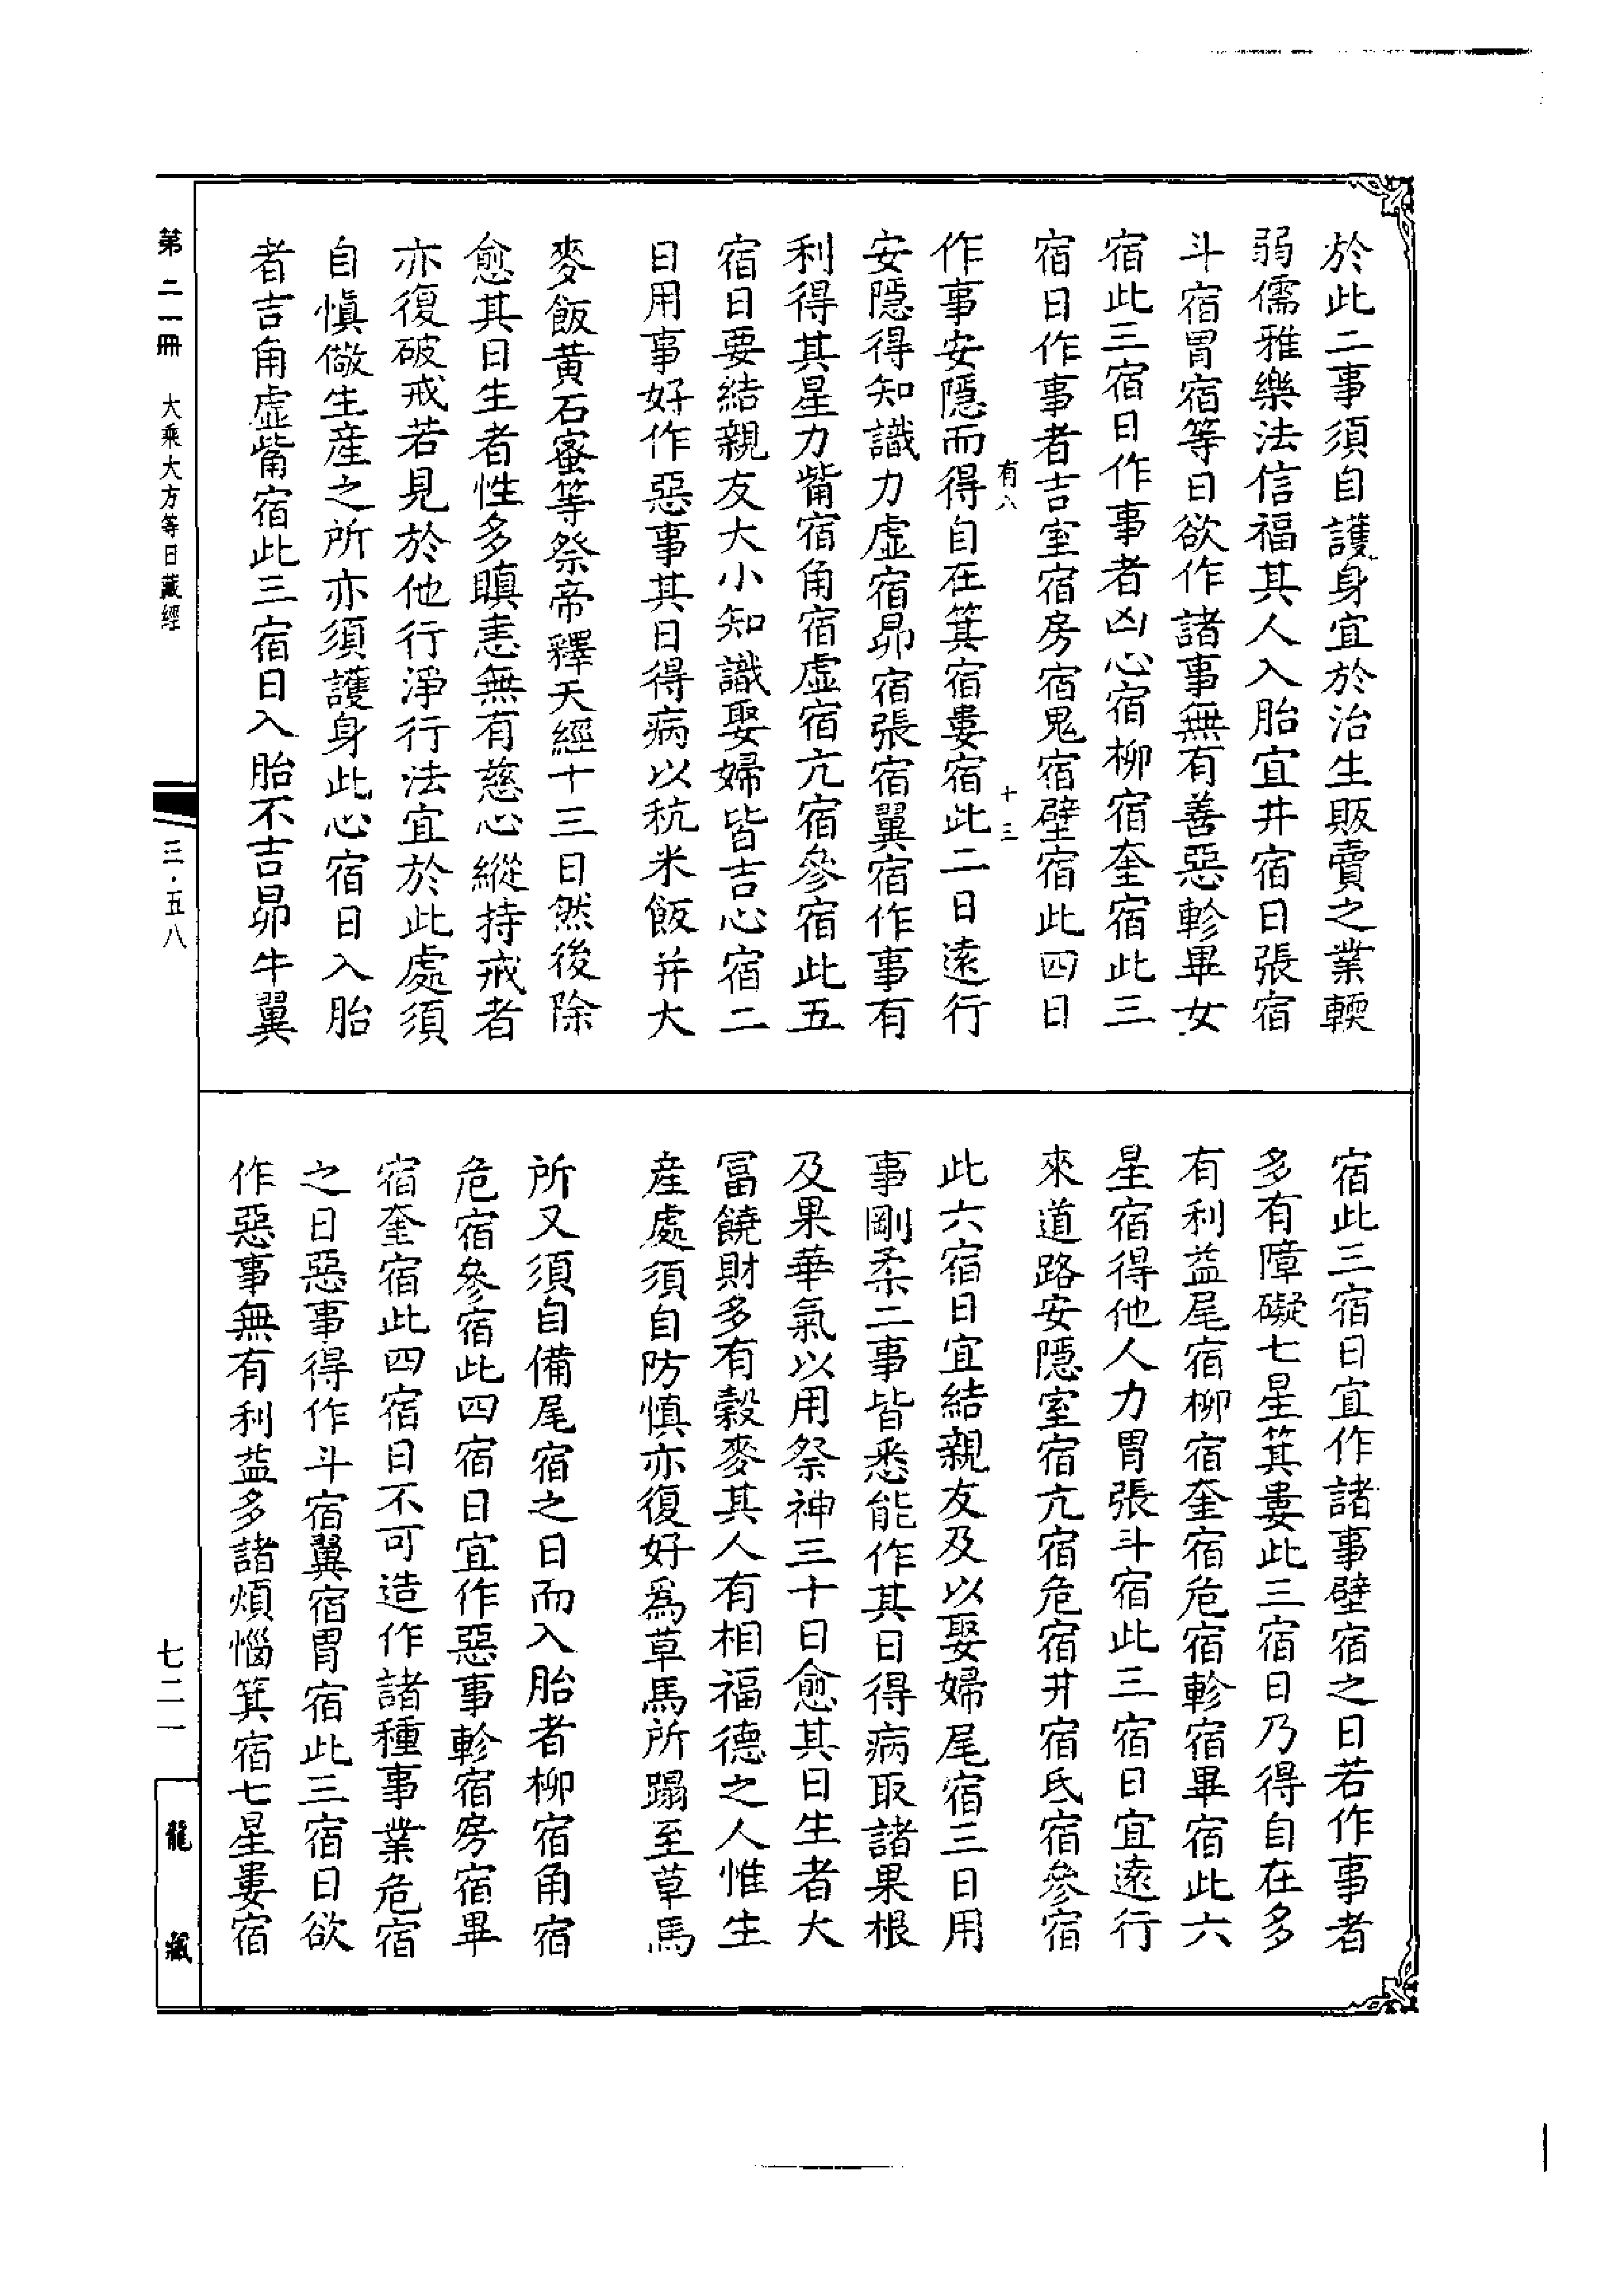 於此二事須自護身宜於治生販賣之業輭
弱儒雅樂法信福其人入胎宜井宿日張宿
斗宿胃宿等日欲作諸事無有善惡軫畢女
宿此三宿日作事者凶心宿柳宿奎宿此三
宿日作事者吉室宿房宿鬼宿壁宿此四日
有八 十三
作事安隱而得自在箕宿婁宿此二日遠行
安隱得知識力虛宿昴宿張宿翼宿作事有
利得其星力觜宿角宿虛宿亢宿參宿此五
宿日要結親友大小知識娶婦皆吉心宿二
日用事好作惡事其日得病以秔米飯并大
麥飯黃石蜜等祭帝釋天經十三日然後除
愈其日生者性多瞋恚無有慈心縱持戒者
亦復破戒若見於他行淨行法宜於此處須
自愼儆生産之所亦須護身此心宿日入胎
者吉角虛觜宿此三宿日入胎不吉昴牛翼
宿此三宿日宜作諸事壁宿之日若作事者
多有障礙七星箕婁此三宿日乃得自在多
有利益尾宿柳宿奎宿危宿軫宿畢宿此六
星宿得他人力胃張斗宿此三宿日宜遠行
來道路安隱室宿亢宿危宿井宿氐宿參宿
此六宿日宜結親友及以娶婦尾宿三日用
事剛柔二事皆悉能作其日得病取諸果根
及果華氣以用祭神三十日愈其日生者大
富饒財多有穀麥其人有相福德之人惟生
産處須自防愼亦復好爲草馬所蹋至草馬
所又須自備尾宿之日而入胎者柳宿角宿
危宿參宿此四宿日宜作惡事軫宿房宿畢
宿奎宿此四宿日不可造作諸種事業危宿
之日惡事得作斗宿翼宿胃宿此三宿日欲
作惡事無有利益多諸煩惱箕宿七星婁宿
第二一冊 大乘大方等日藏經
三·五八
七二一
龍藏